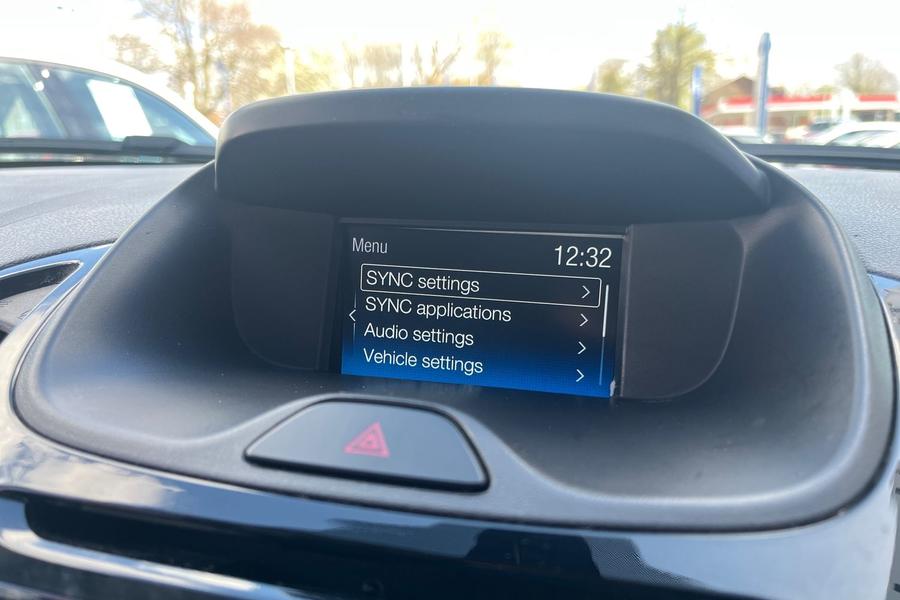 Menu
12:32
SYNC settings
SYNC applications
Audio settings
Vehicle settings